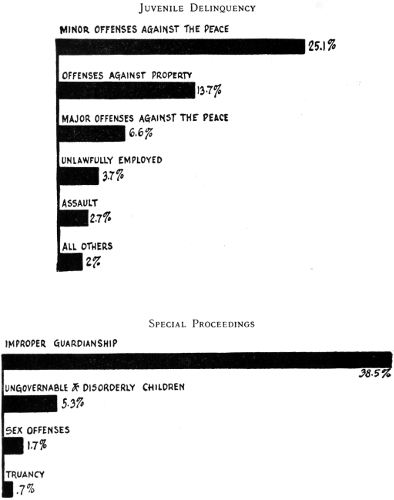 Juvenile Delinquency
MINOR OFFENSES AGAINST THE PEACE
25.1%
OFFENSES AGAINST PROPERTY
13.7%
MAJOR OFFENSES AGAINST THE PEACE
6.6%
UNLAWFULLY EMPLOYED
3.7%
ASSAULT
2.7%
ALL OTHERS
2%
Special Proceedings
IMPROPER GUARDIANSHIP
38.5%
UNGOVERNABLE & DISORDERLY CHILDREN
5.3%
SEX OFFENSES
1.7%
TRUANCY
.7%